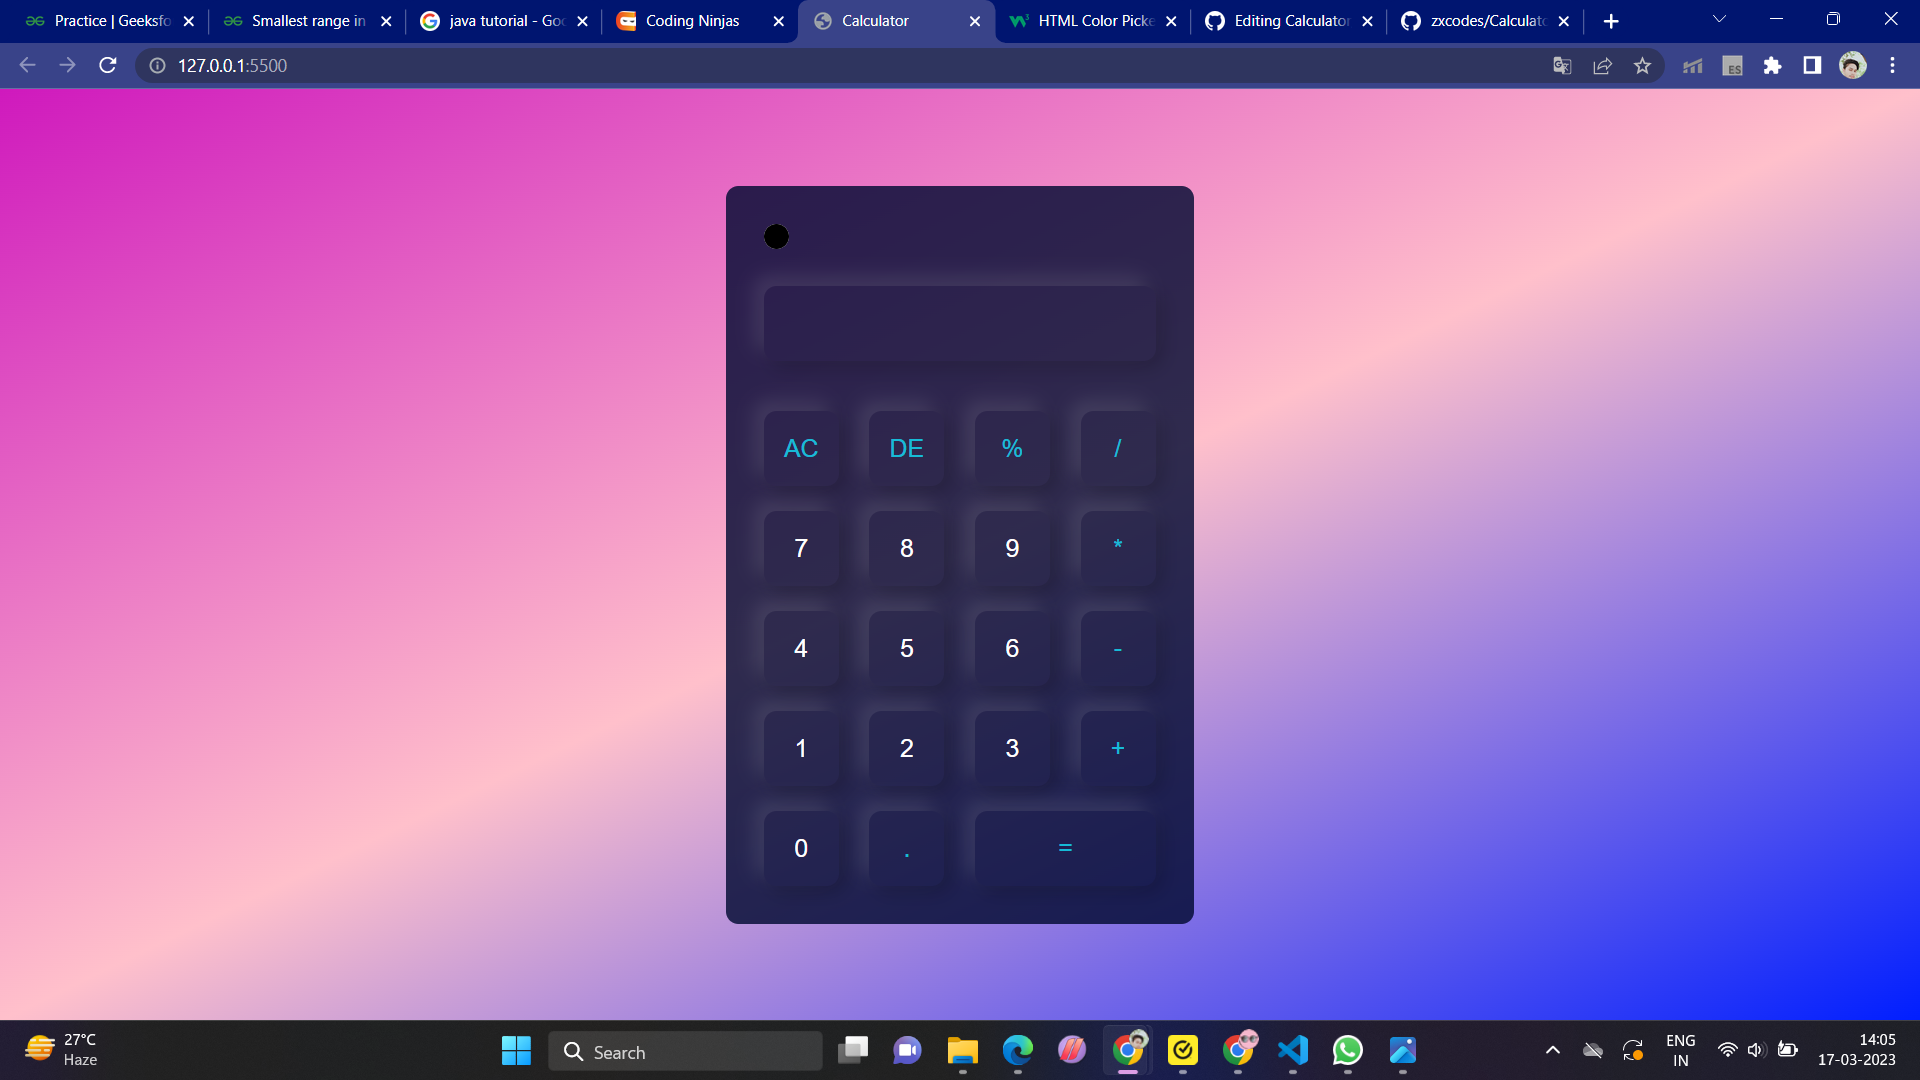 Practice | Geeksfo
Smallest range in
java tutorial - Goo
Coding Ninjas
Calculator
HTML Color Picke
Editing Calculator
zxcodes/Calculato
127.0.0.1:5500
ES
AC DE % /
7 8 9 *
4 5 6 -
1 2 3 +
0 . =
27°C
Haze
Search
ENG
IN
14:05
17-03-2023